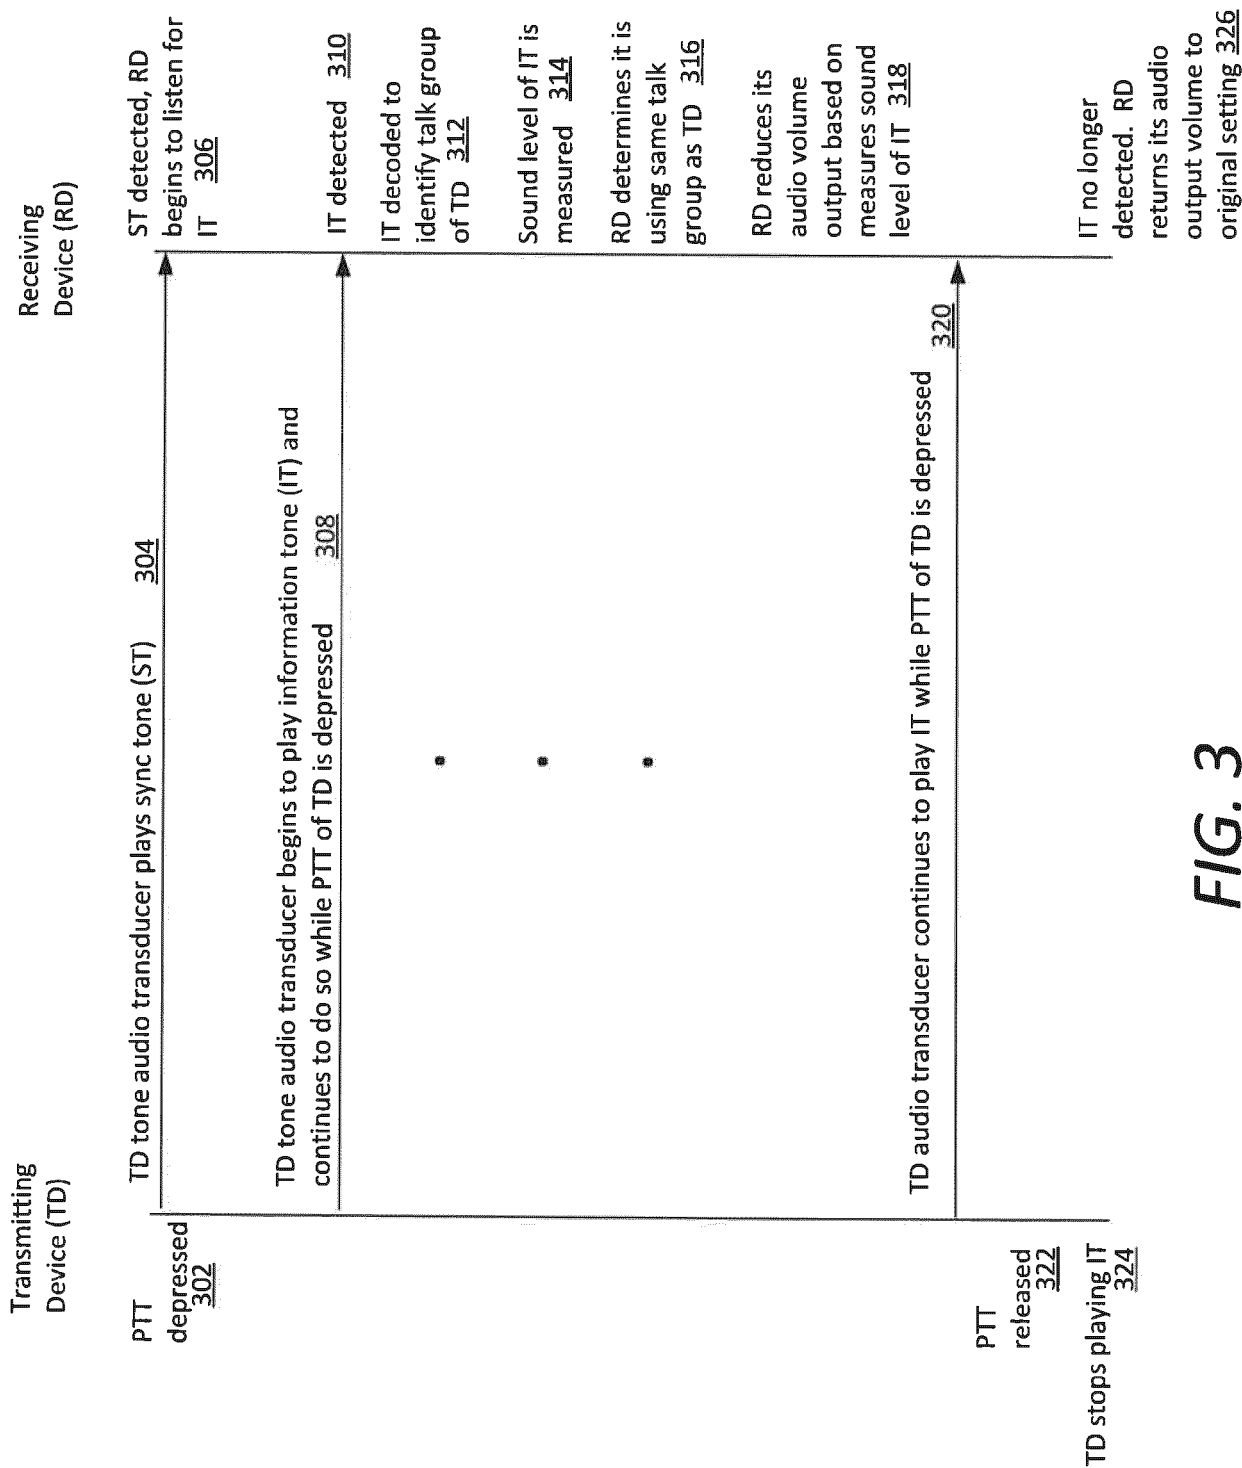 Transmitting
Device (TD)
Receiving
Device (RD)
PTT
depressed
302
TD tone audio transducer plays sync tone (ST) 304
ST detected, RD
begins to listen for
IT 306
TD tone audio transducer begins to play information tone (IT) and
continues to do so while PTT of TD is depressed 308
IT detected 310
IT decoded to
identify talk group
of TD 312
Sound level of IT is
measured 314
RD determines it is
using same talk
group as TD 316
RD reduces its
audio volume
output based on
measures sound
level of IT 318
TD audio transducer continues to play IT while PTT of TD is depressed 320
PTT
released
322
TD stops playing IT
324
IT no longer
detected. RD
returns its audio
output volume to
original setting 326
FIG. 3